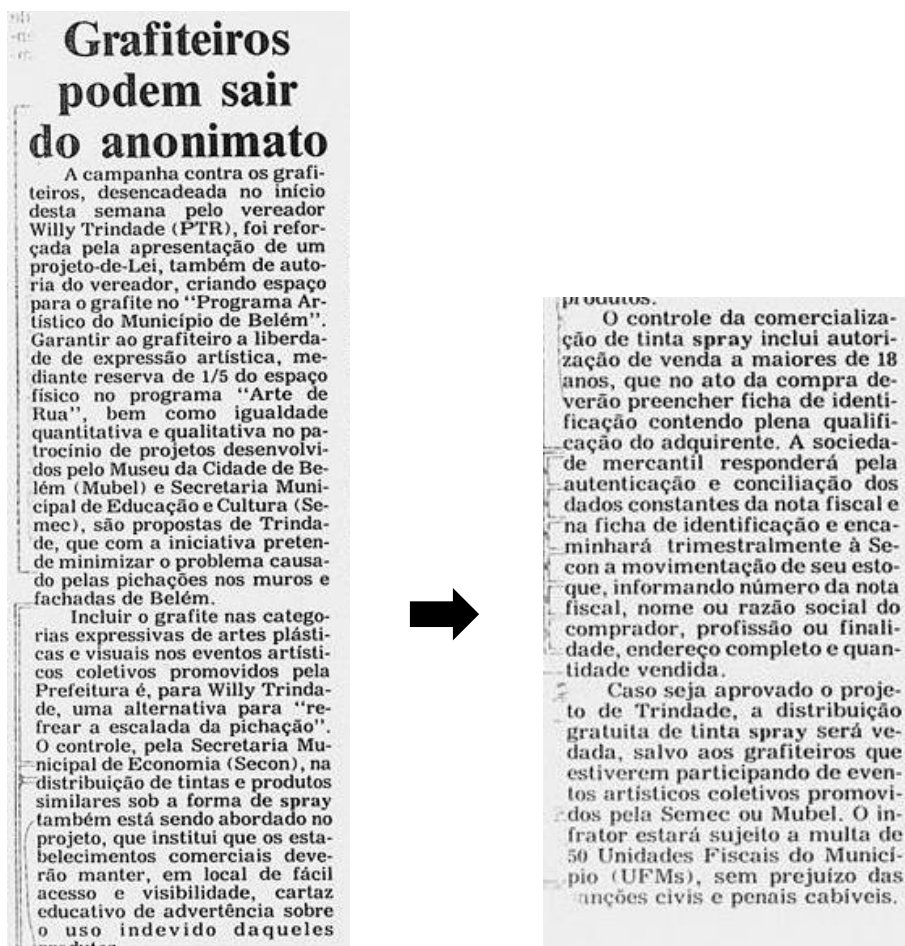 Grafiteiros
podem sair
do anonimato
A campanha contra os grafi-
teiros, desencadeada no início
desta semana pelo vereador
Willy Trindade (PTR), foi refor-
çada pela apresentação de um
projeto-de-Lei, também de auto-
ria do vereador, criando espaço
para o grafite no "Programa Ar-
tístico do Município de Belém".
Garantir ao grafiteiro a liberda-
de de expressão artística, me-
diante reserva de 1/5 do espaço
físico no programa "Arte de
Rua", bem como igualdade
quantitativa e qualitativa no pa-
trocínio de projetos desenvolvi-
dos pelo Museu da Cidade de Be-
lém (Mubel) e Secretaria Muni-
cipal de Educação e Cultura (Se-
mec), são propostas de Trinda-
de, que com a iniciativa preten-
de minimizar o problema causa-
do pelas pichações nos muros e
fachadas de Belém.
Incluir o grafite nas catego-
rias expressivas de artes plásti-
cas e visuais nos eventos artísti-
cos coletivos promovidos pela
Prefeitura é, para Willy Trinda-
de, uma alternativa para "re-
frear a escalada da pichação".
O controle, pela Secretaria Mu-
nicipal de Economia (Secon), na
distribuição de tintas e produtos
similares sob a forma de spray
também está sendo abordado no
projeto, que institui que os esta-
belecimentos comerciais deve-
rão manter, em local de fácil
acesso e visibilidade, cartaz
educativo de advertência sobre
o uso indevido daqueles
produtos.
O controle da comercializa-
ção de tinta spray inclui autori-
zação de venda a maiores de 18
anos, que no ato da compra de-
verão preencher ficha de identi-
ficação contendo plena qualifi-
cação do adquirente. A socieda-
de mercantil responderá pela
autenticação e conciliação dos
dados constantes da nota fiscal e
na ficha de identificação e enca-
minhará trimestralmente à Se-
con a movimentação de seu esto-
que, informando número da nota
fiscal, nome ou razão social do
comprador, profissão ou finali-
dade, endereço completo e quan-
tidade vendida.
Caso seja aprovado o proje-
to de Trindade, a distribuição
gratuita de tinta spray será ve-
dada, salvo aos grafiteiros que
estiverem participando de even-
tos artísticos coletivos promovi-
dos pela Semec ou Mubel. O in-
frator estará sujeito a multa de
50 Unidades Fiscais do Municí-
pio (UFMs), sem prejuízo das
anções civis e penais cabíveis.